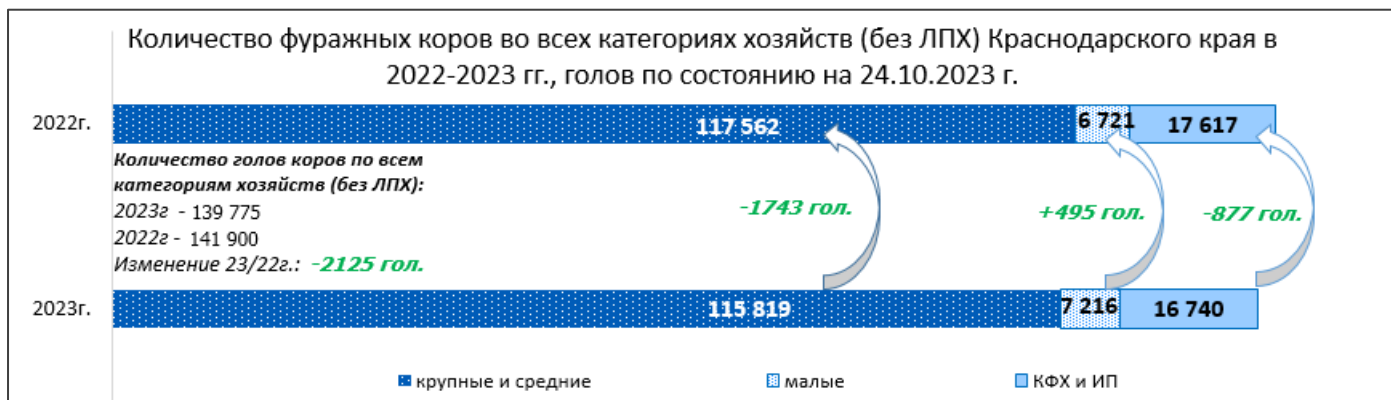 Количество фуражных коров во всех категориях хозяйств (без ЛПХ) Краснодарского края в
2022-2023 гг., голов по состоянию на 24.10.2023 г.
2022г.
117 562
6 721
17 617
Количество голов коров по всем
категориям хозяйств (без ЛПХ):
2023г - 139 775
2022г - 141 900
Изменение 23/22г.: -2125 гол.
-1743 гол.
+495 гол.
-877 гол.
2023г.
115 819
7 216
16 740
крупные и средние
малые
КФХ и ИП